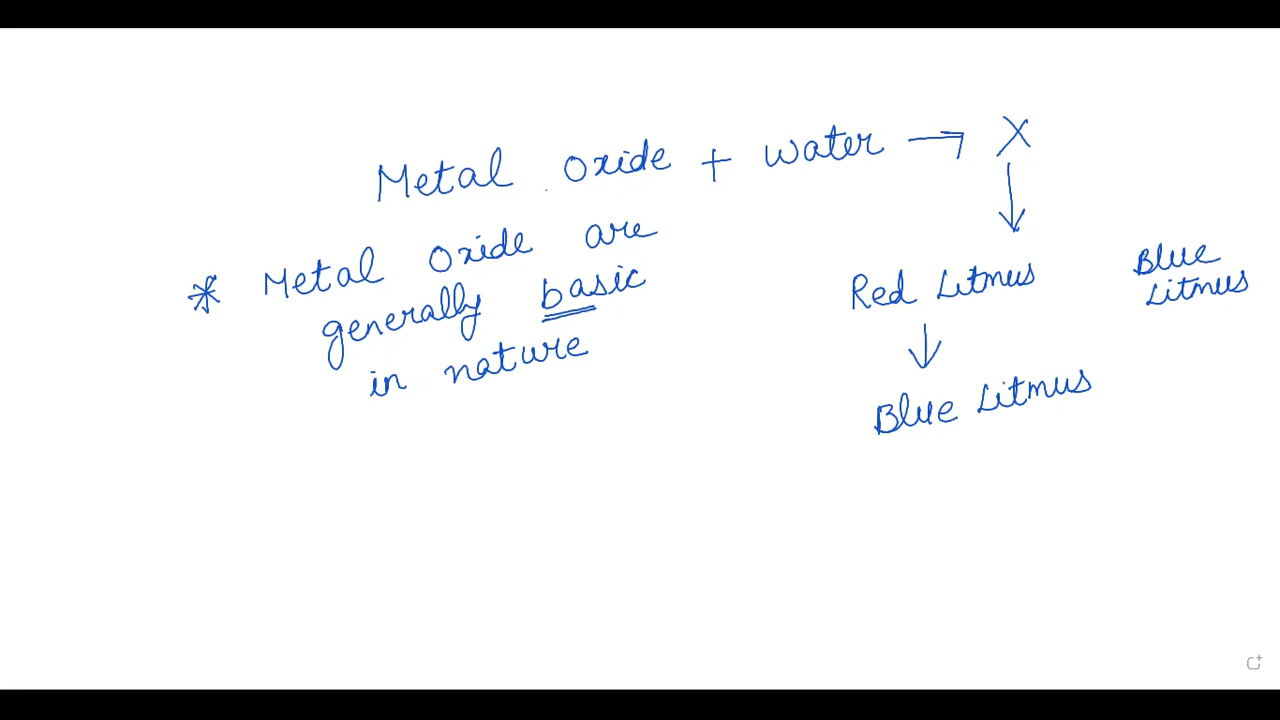 Metal Oxide + water → X
* Metal Oxide are
generally basic
in nature
↓
Red Litmus
Blue
Litmus
↓
Blue Litmus